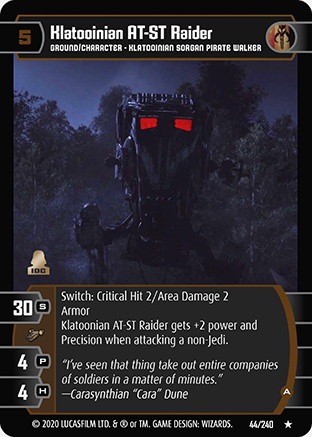 5
Klatooinian AT-ST Raider
GROUND/CHARACTER • KLATOOINIAN SORGAN PIRATE WALKER
IDC
30 S
Switch: Critical Hit 2/Area Damage 2
Armor
Klatoonian AT-ST Raider gets +2 power and
Precision when attacking a non-Jedi.
4 P
“I’ve seen that thing take out entire companies
of soldiers in a matter of minutes.”
4 H
—Carasynthian “Cara” Dune
A
© 2020 LUCASFILM LTD. & ® or TM. GAME DESIGN: WIZARDS. 44/240 ★